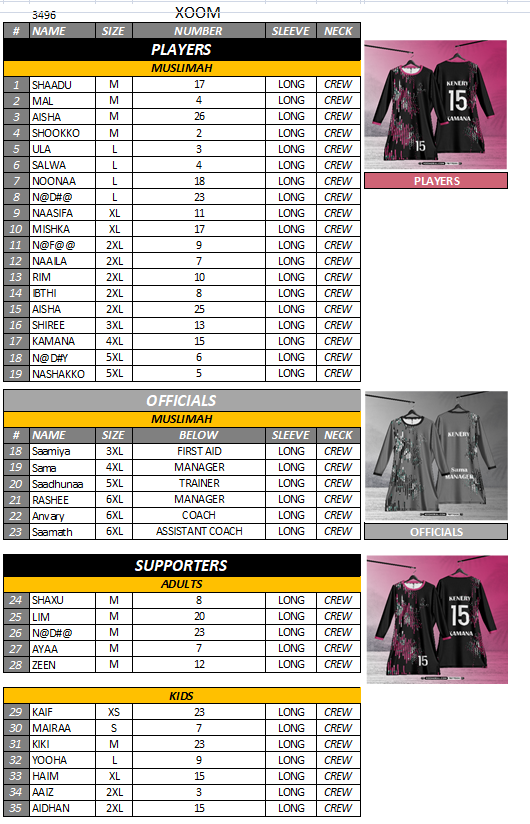 3496 XOOM
# NAME SIZE NUMBER SLEEVE NECK
PLAYERS
MUSLIMAH
1 SHAADU M 17 LONG CREW
2 MAL M 4 LONG CREW
3 AISHA M 26 LONG CREW
4 SHOOKKO M 2 LONG CREW
5 ULA L 3 LONG CREW
6 SALWA L 4 LONG CREW
7 NOONAA L 18 LONG CREW
8 N@D#@ L 23 LONG CREW
9 NAASIFA XL 11 LONG CREW
10 MISHKA XL 17 LONG CREW
11 N@F@@ 2XL 9 LONG CREW
12 NAAILA 2XL 7 LONG CREW
13 RIM 2XL 10 LONG CREW
14 IBTHI 2XL 8 LONG CREW
15 AISHA 2XL 25 LONG CREW
16 SHIREE 3XL 13 LONG CREW
17 KAMANA 4XL 15 LONG CREW
18 N@D#Y 5XL 6 LONG CREW
19 NASHAKKO 5XL 5 LONG CREW
KENERY
15
KAMANA
15
PLAYERS
OFFICIALS
MUSLIMAH
# NAME SIZE BELOW SLEEVE NECK
18 Saamiya 3XL FIRST AID LONG CREW
19 Sama 4XL MANAGER LONG CREW
20 Saadhunaa 5XL TRAINER LONG CREW
21 RASHEE 6XL MANAGER LONG CREW
22 Anvary 6XL COACH LONG CREW
23 Saamath 6XL ASSISTANT COACH LONG CREW
KENERY
Sama
MANAGER
OFFICIALS
SUPPORTERS
ADULTS
24 SHAXU M 8 LONG CREW
25 LIM M 20 LONG CREW
26 N@D#@ M 23 LONG CREW
27 AYAA M 7 LONG CREW
28 ZEEN M 12 LONG CREW
KENERY
15
KAMANA
15
KIDS
29 KAIF XS 23 LONG CREW
30 MAIRAA S 7 LONG CREW
31 KIKI M 23 LONG CREW
32 YOOHA L 9 LONG CREW
33 HAIM XL 15 LONG CREW
34 AAIZ 2XL 3 LONG CREW
35 AIDHAN 2XL 15 LONG CREW